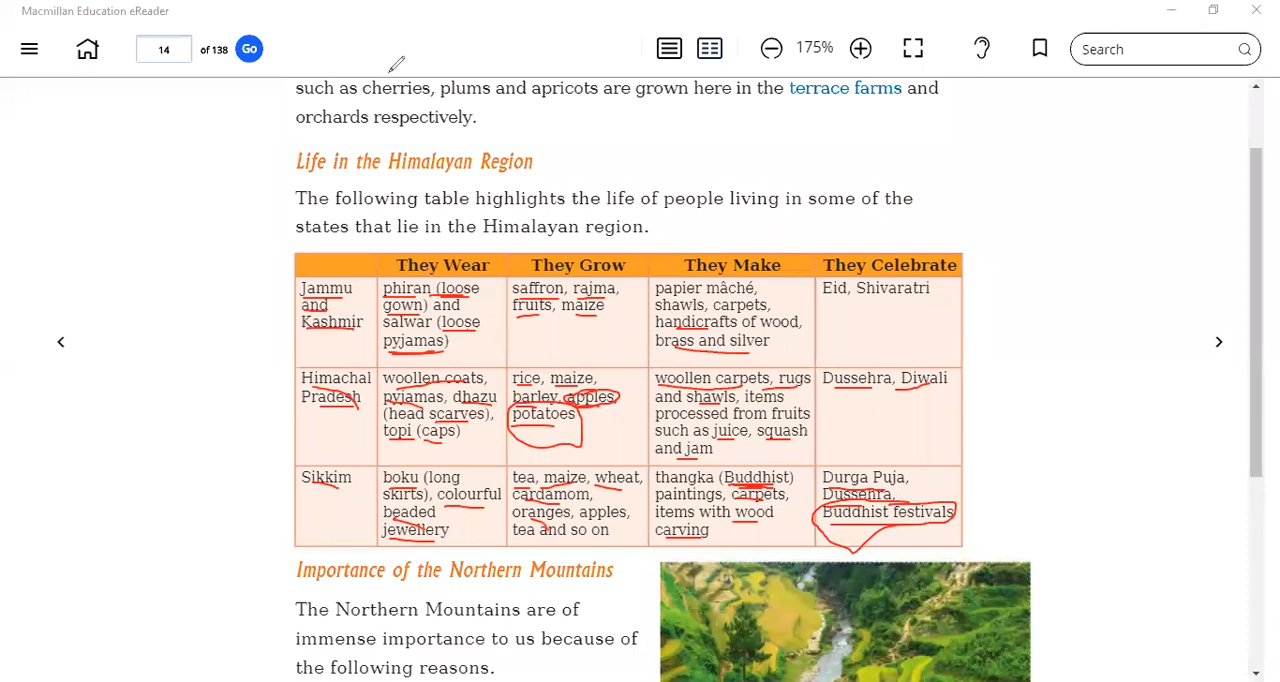 Macmillan Education eReader
14 of 138 Go 175% Search
such as cherries, plums and apricots are grown here in the terrace farms and
orchards respectively.
Life in the Himalayan Region
The following table highlights the life of people living in some of the
states that lie in the Himalayan region.
They Wear They Grow They Make They Celebrate
Jammu
and
Kashmir
phiran (loose
gown) and
salwar (loose
pyjamas)
saffron, rajma,
fruits, maize
papier mâché,
shawls, carpets,
handicrafts of wood,
brass and silver
Eid, Shivaratri
Himachal
Pradesh
woollen coats,
pyjamas, dhazu
(head scarves),
topi (caps)
rice, maize,
barley, apples,
potatoes
woollen carpets, rugs
and shawls, items
processed from fruits
such as juice, squash
and jam
Dussehra, Diwali
Sikkim
boku (long
skirts), colourful
beaded
jewellery
tea, maize, wheat,
cardamom,
oranges, apples,
tea and so on
thangka (Buddhist)
paintings, carpets,
items with wood
carving
Durga Puja,
Dussehra,
Buddhist festivals
Importance of the Northern Mountains
The Northern Mountains are of
immense importance to us because of
the following reasons.